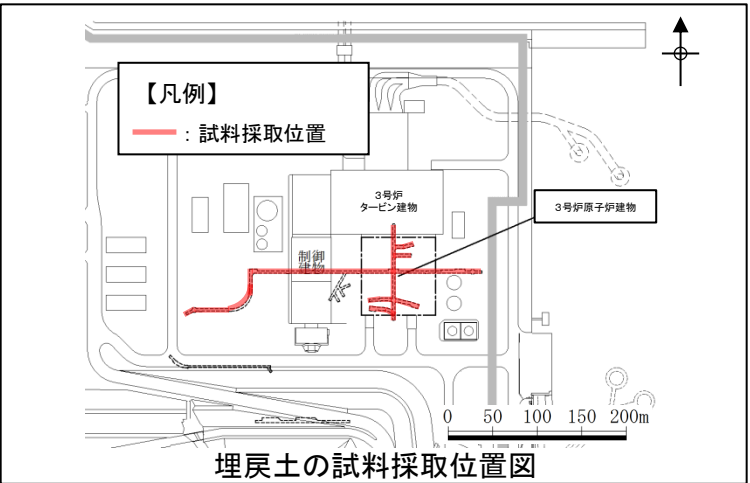 【凡例】
：試料採取位置
3号炉
タービン建物
3号炉原子炉建物
制御
建物
0 50 100 150 200m
埋戻土の試料採取位置図